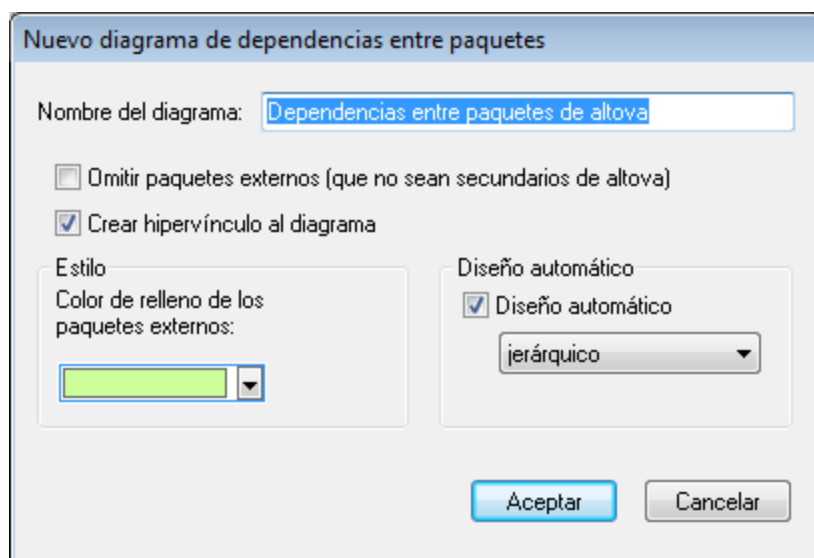 Nuevo diagrama de dependencias entre paquetes
Nombre del diagrama: Dependencias entre paquetes de altova
Omitir paquetes externos (que no sean secundarios de altova)
Crear hipervínculo al diagrama
Estilo
Color de relleno de los
paquetes externos:
Diseño automático
Diseño automático
jerárquico
Aceptar
Cancelar